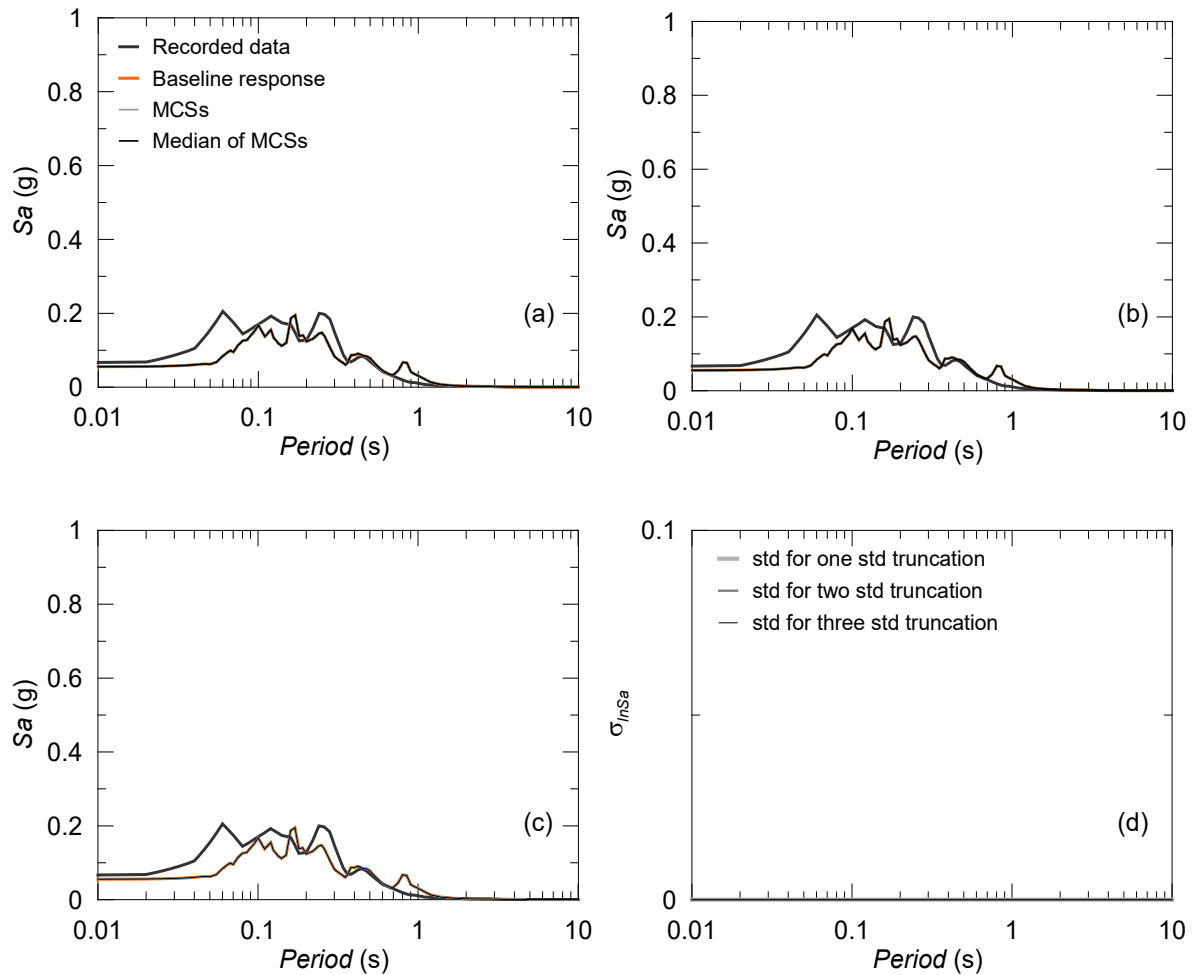 1
0.8
0.6
0.4
0.2
0
Sa (g)
Recorded data
Baseline response
MCSs
Median of MCSs
(a)
0.01 0.1 1 10
Period (s)
1
0.8
0.6
0.4
0.2
0
Sa (g)
(b)
0.01 0.1 1 10
Period (s)
1
0.8
0.6
0.4
0.2
0
Sa (g)
(c)
0.01 0.1 1 10
Period (s)
0.1
0
σlnSa
std for one std truncation
std for two std truncation
std for three std truncation
(d)
0.01 0.1 1 10
Period (s)